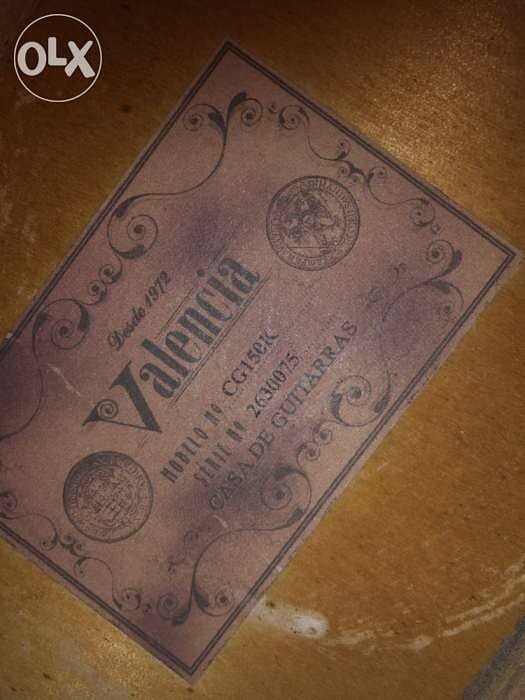 OLX
Desde 1972
Valencia
MODELO No. CG150K
SERIE No. 2630075
CASA DE GUITARRAS